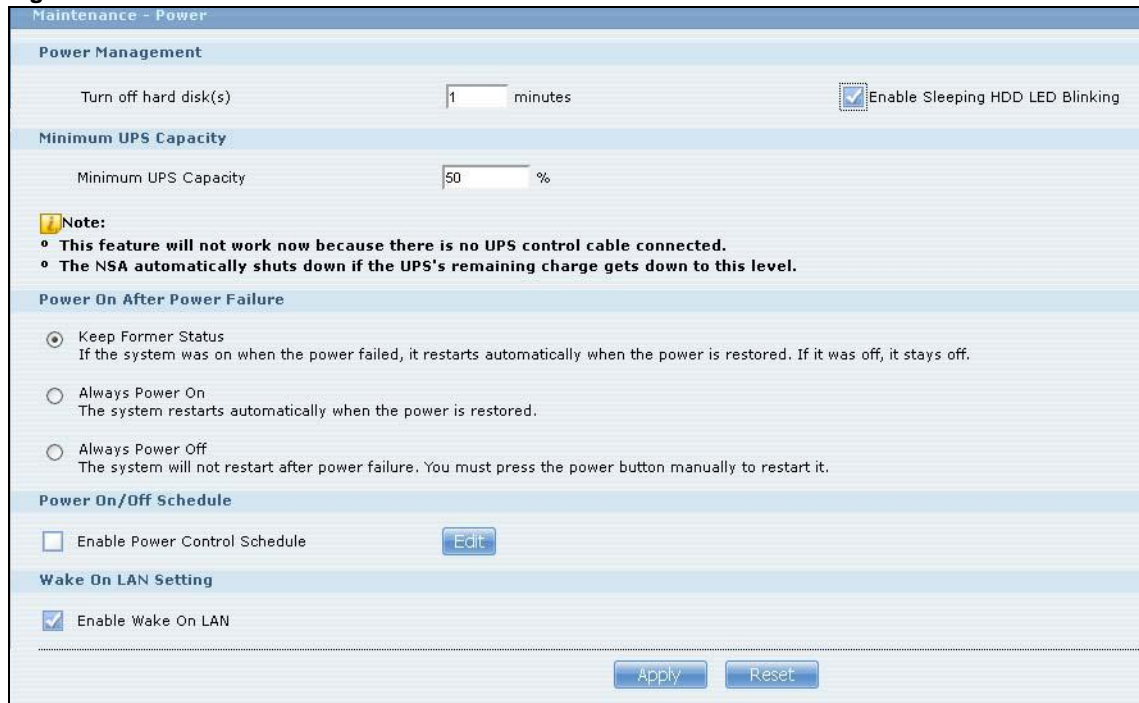 Maintenance - Power
Power Management
Turn off hard disk(s) 1 minutes Enable Sleeping HDD LED Blinking
Minimum UPS Capacity
Minimum UPS Capacity 50 %
Note:
º This feature will not work now because there is no UPS control cable connected.
º The NSA automatically shuts down if the UPS's remaining charge gets down to this level.
Power On After Power Failure
Keep Former Status
If the system was on when the power failed, it restarts automatically when the power is restored. If it was off, it stays off.
Always Power On
The system restarts automatically when the power is restored.
Always Power Off
The system will not restart after power failure. You must press the power button manually to restart it.
Power On/Off Schedule
Enable Power Control Schedule Edit
Wake On LAN Setting
Enable Wake On LAN
Apply Reset